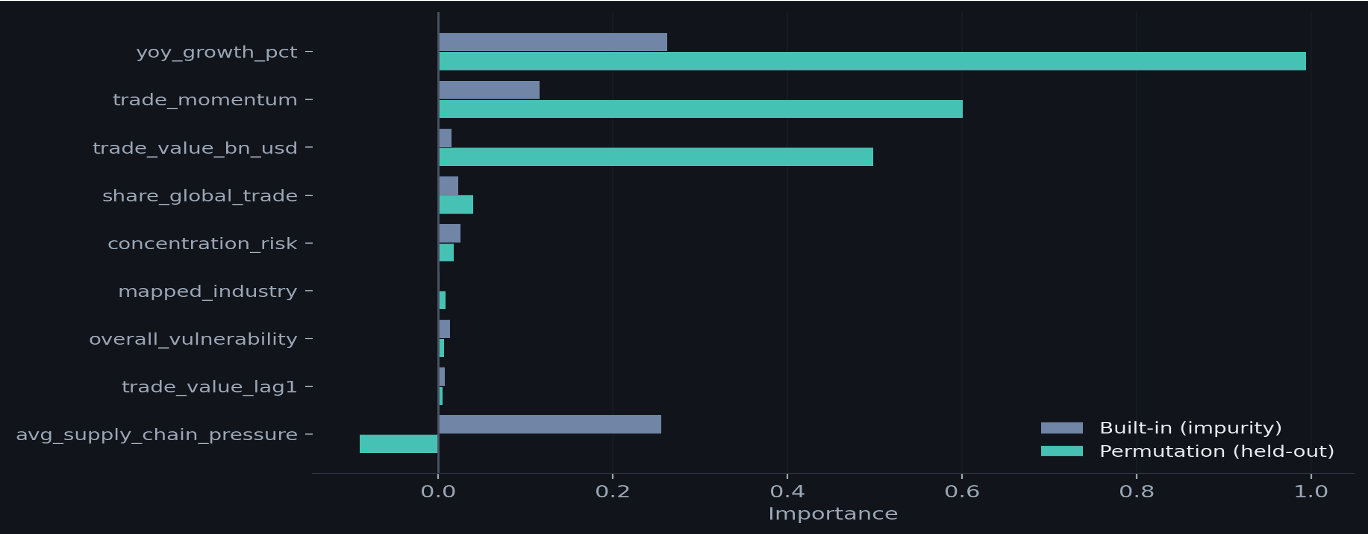 yoy_growth_pct
trade_momentum
trade_value_bn_usd
share_global_trade
concentration_risk
mapped_industry
overall_vulnerability
trade_value_lag1
avg_supply_chain_pressure
Built-in (impurity)
Permutation (held-out)
0.0 0.2 0.4 0.6 0.8 1.0
Importance